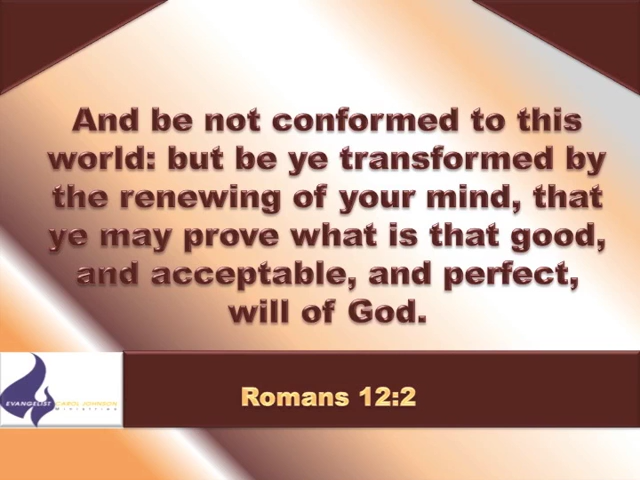 And be not conformed to this
world: but be ye transformed by
the renewing of your mind, that
ye may prove what is that good,
and acceptable, and perfect,
will of God.
EVANGELIST CAROL JOHNSON
Ministries
Romans 12:2